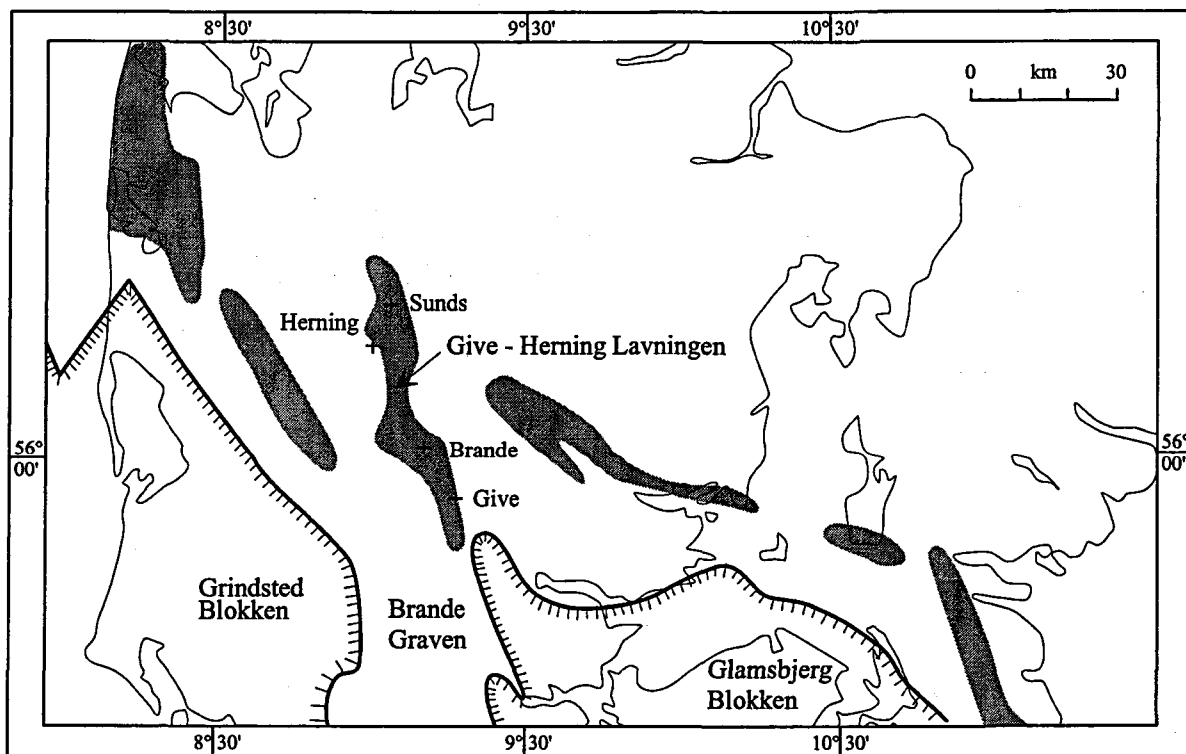 8°30'
9°30'
10°30'
0 km 30
Sunds
Herning
Give - Herning Lavningen
56°
00'
56°
00'
Brande
Give
Grindsted
Blokken
Brande
Graven
Glamsbjerg
Blokken
8°30'
9°30'
10°30'